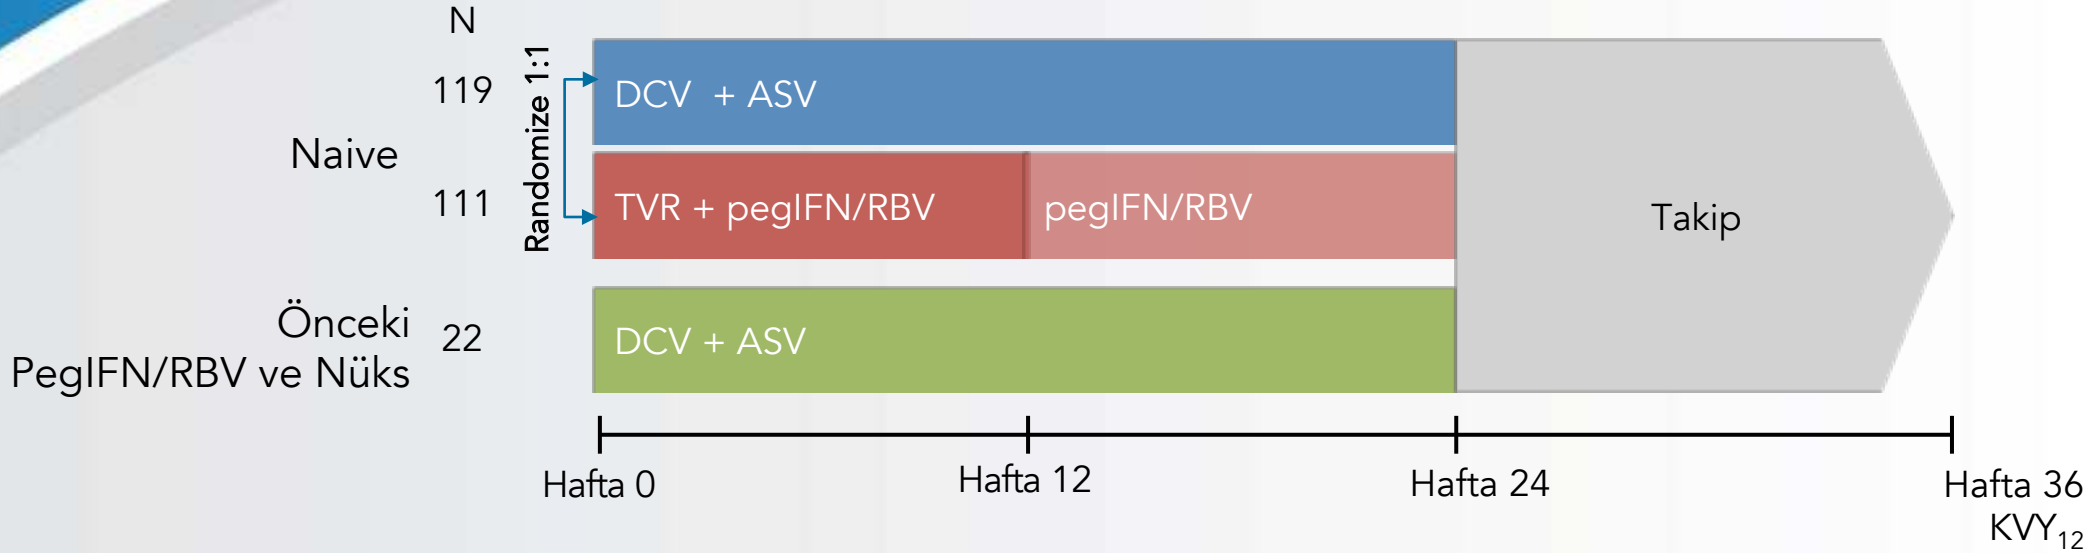 N
119
Randomize 1:1
DCV + ASV
Naive
111
TVR + pegIFN/RBV
pegIFN/RBV
Takip
Önceki
PegIFN/RBV ve Nüks
22
DCV + ASV
Hafta 0
Hafta 12
Hafta 24
Hafta 36
KVY₁₂